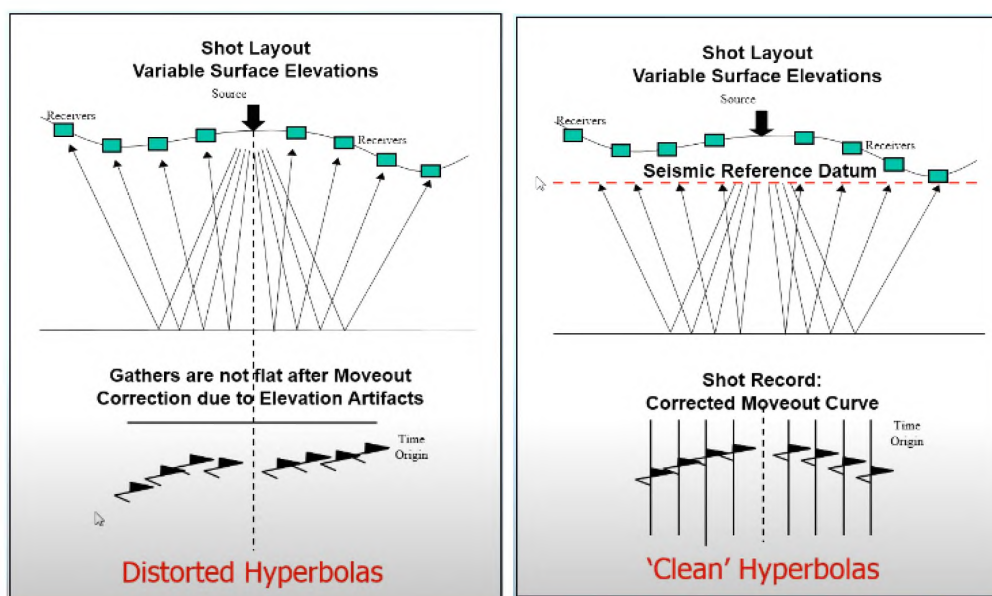 Shot Layout
Variable Surface Elevations
Source
Receivers
Receivers
Gathers are not flat after Moveout
Correction due to Elevation Artifacts
Time
Origin
Distorted Hyperbolas
Shot Layout
Variable Surface Elevations
Source
Receivers
Receivers
Seismic Reference Datum
Shot Record:
Corrected Moveout Curve
Time
Origin
‘Clean’ Hyperbolas